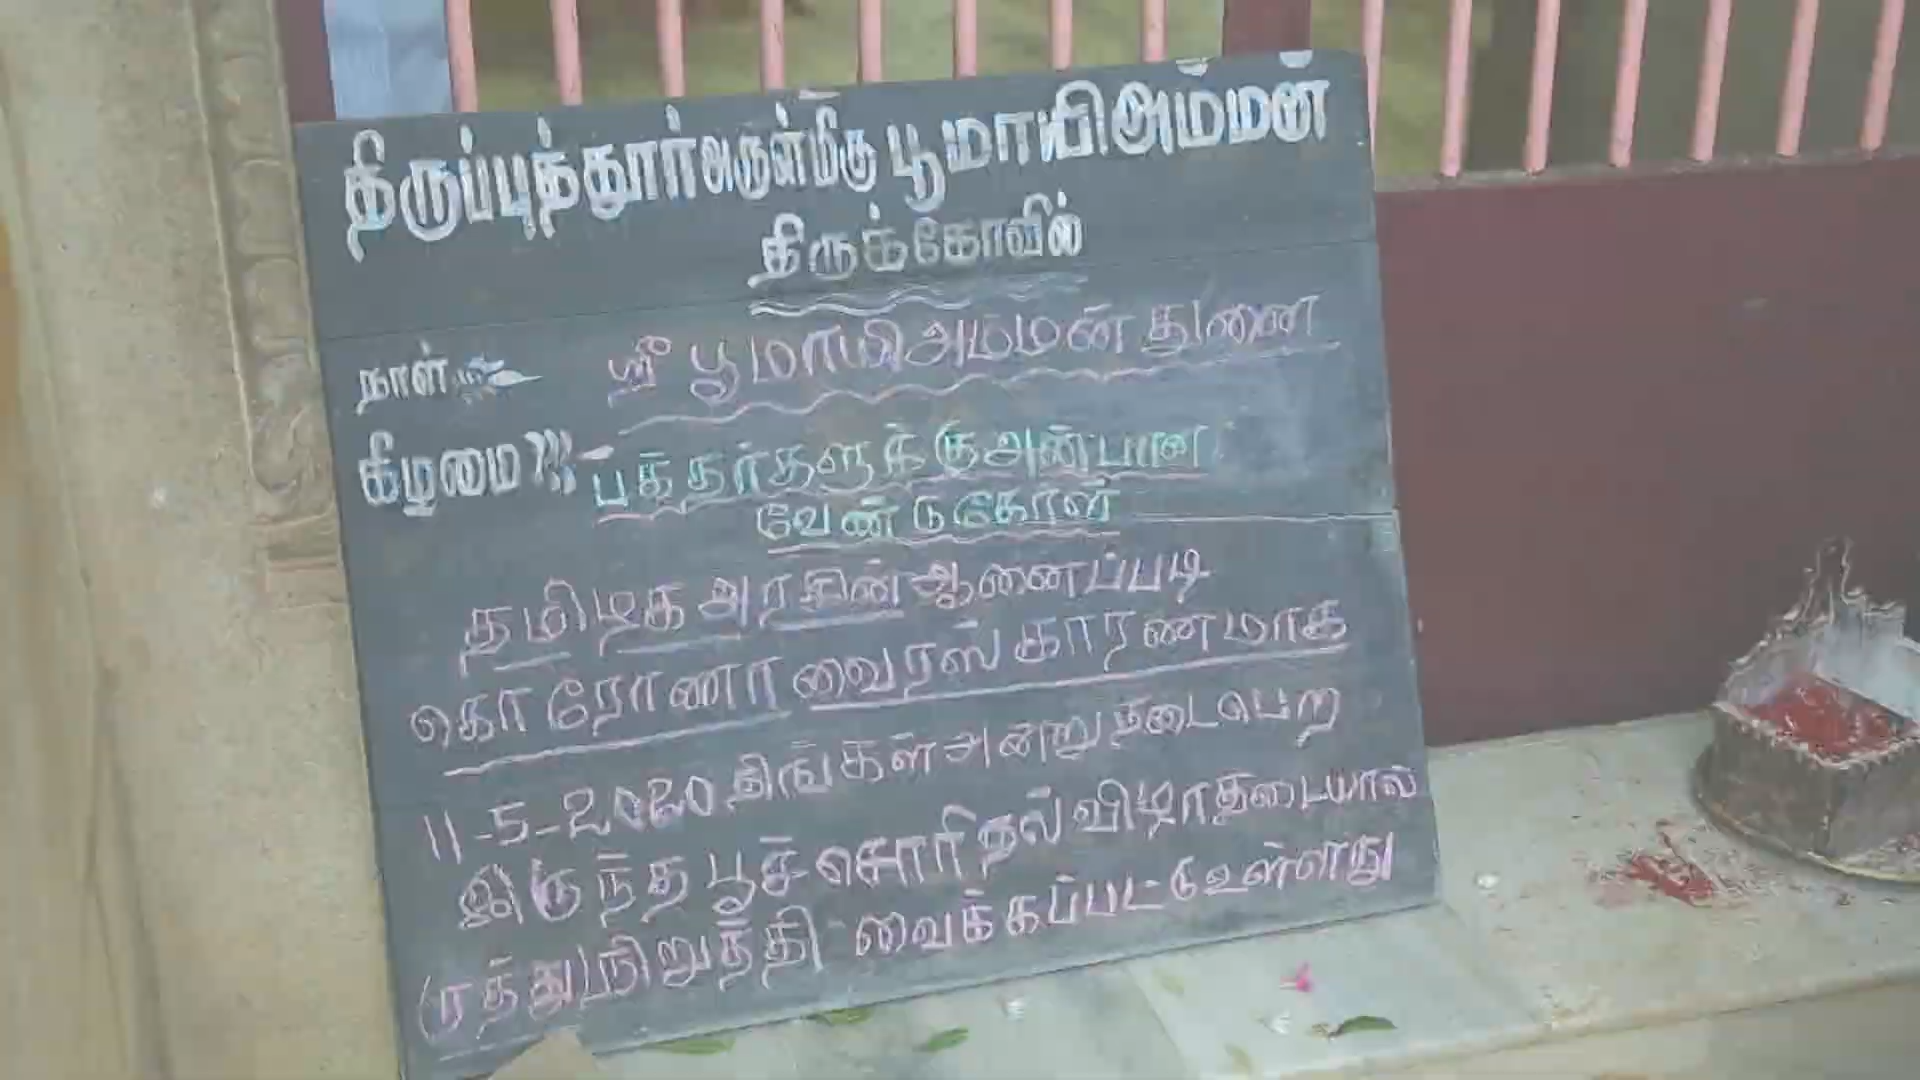 திருப்புத்தூர் அருள்மிகு பூமாயி அம்மன்
திருக்கோவில்
நாள்
ஸ்ரீ பூமாயி அம்மன் துணை
கிழமை
பக்தர்களுக்கு அன்பான
வேண்டுகோள்
தமிழக அரசின் ஆணைப்படி
கொரோணா வைரஸ் காரணமாக
11-5-2020 திங்கள் அன்று நடைபெற
இருந்த பூச்சொரிதல் விழா தடையால்
(ரத்து) நிறுத்தி வைக்கப்பட்டு உள்ளது